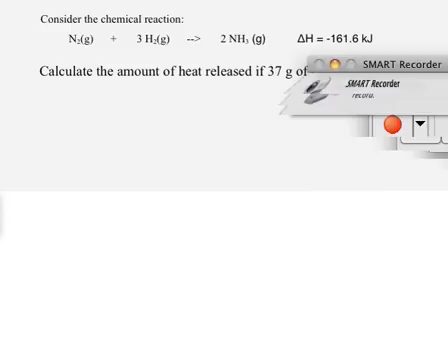 Consider the chemical reaction:
N₂(g) + 3 H₂(g) --> 2 NH₃ (g) ΔH = -161.6 kJ
Calculate the amount of heat released if 37 g of
SMART Recorder
SMART Recorder
record.